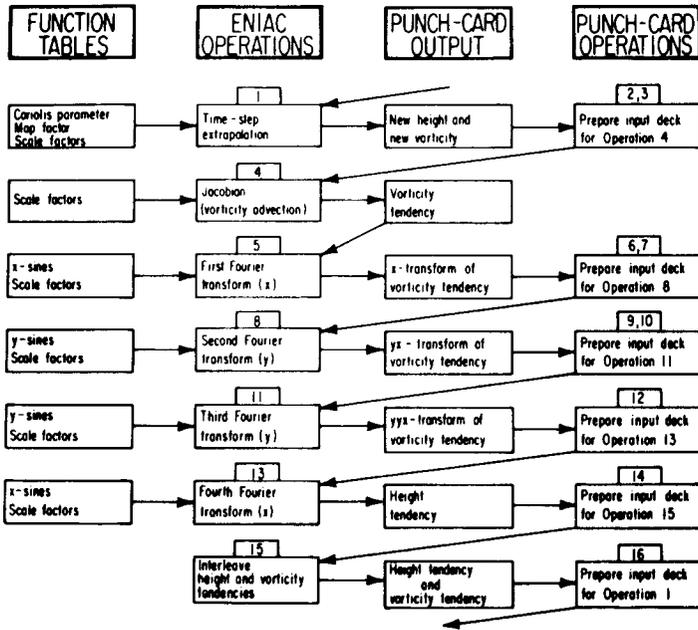 FUNCTION
TABLES
ENIAC
OPERATIONS
PUNCH-CARD
OUTPUT
PUNCH-CARD
OPERATIONS
Coriolis parameter
Map factor
Scale factors
1
Time-step
extrapolation
New height and
new vorticity
2,3
Prepare input deck
for Operation 4
Scale factors
4
Jacobian
(vorticity advection)
Vorticity
tendency
x-sines
Scale factors
5
First Fourier
transform (x)
x-transform of
vorticity tendency
6,7
Prepare input deck
for Operation 8
y-sines
Scale factors
8
Second Fourier
transform (y)
yx-transform of
vorticity tendency
9,10
Prepare input deck
for Operation 11
y-sines
Scale factors
11
Third Fourier
transform (y)
yyx-transform of
vorticity tendency
12
Prepare input deck
for Operation 13
x-sines
Scale factors
13
Fourth Fourier
transform (x)
Height
tendency
14
Prepare input deck
for Operation 15
15
Interleave
height and vorticity
tendencies
Height tendency
and
vorticity tendency
16
Prepare input deck
for Operation 1